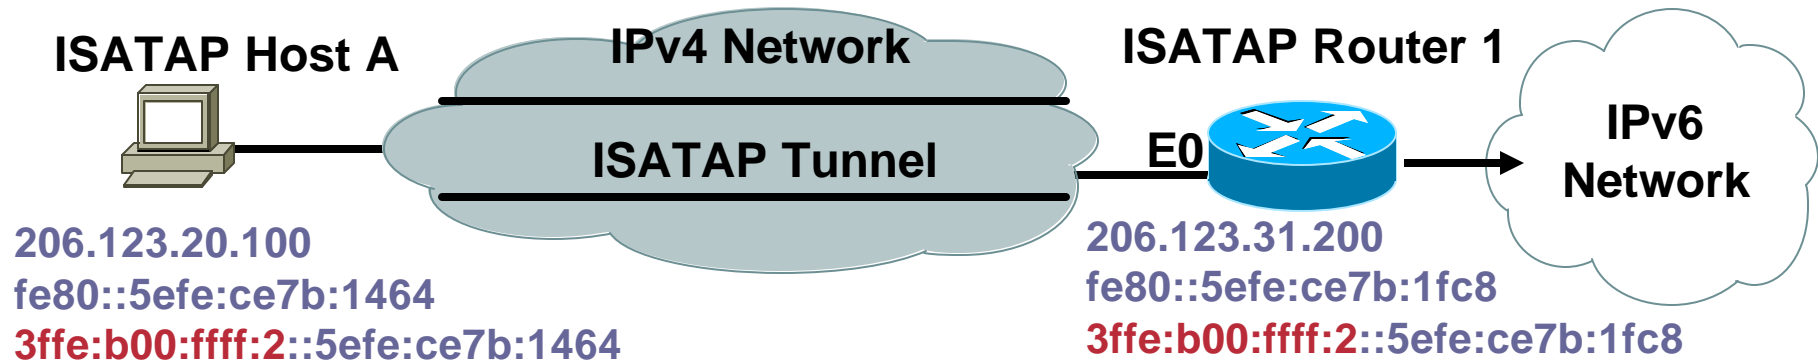 ISATAP Host A
IPv4 Network
ISATAP Router 1
ISATAP Tunnel
E0
IPv6
Network
206.123.20.100
fe80::5efe:ce7b:1464
3ffe:b00:ffff:2::5efe:ce7b:1464
206.123.31.200
fe80::5efe:ce7b:1fc8
3ffe:b00:ffff:2::5efe:ce7b:1fc8